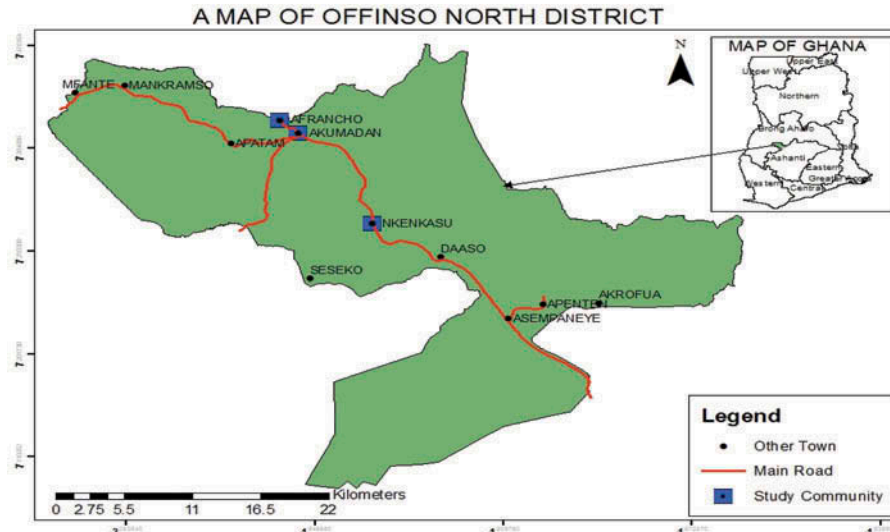 A MAP OF OFFINSO NORTH DISTRICT
N
MAP OF GHANA
Upper East
Upper West
Northern
Brong Ahafo
Volta
Ashanti
Eastern
Western
Greater Accra
Central
MFANTE
MANKRAMSO
AFRANCHO
AKUMADAN
APATAM
NKENKASU
DAASO
SESEKO
AKROFUA
APENTEN
ASEMPANEYE
Legend
Other Town
Main Road
Study Community
Kilometers
0 2.75 5.5 11 16.5 22